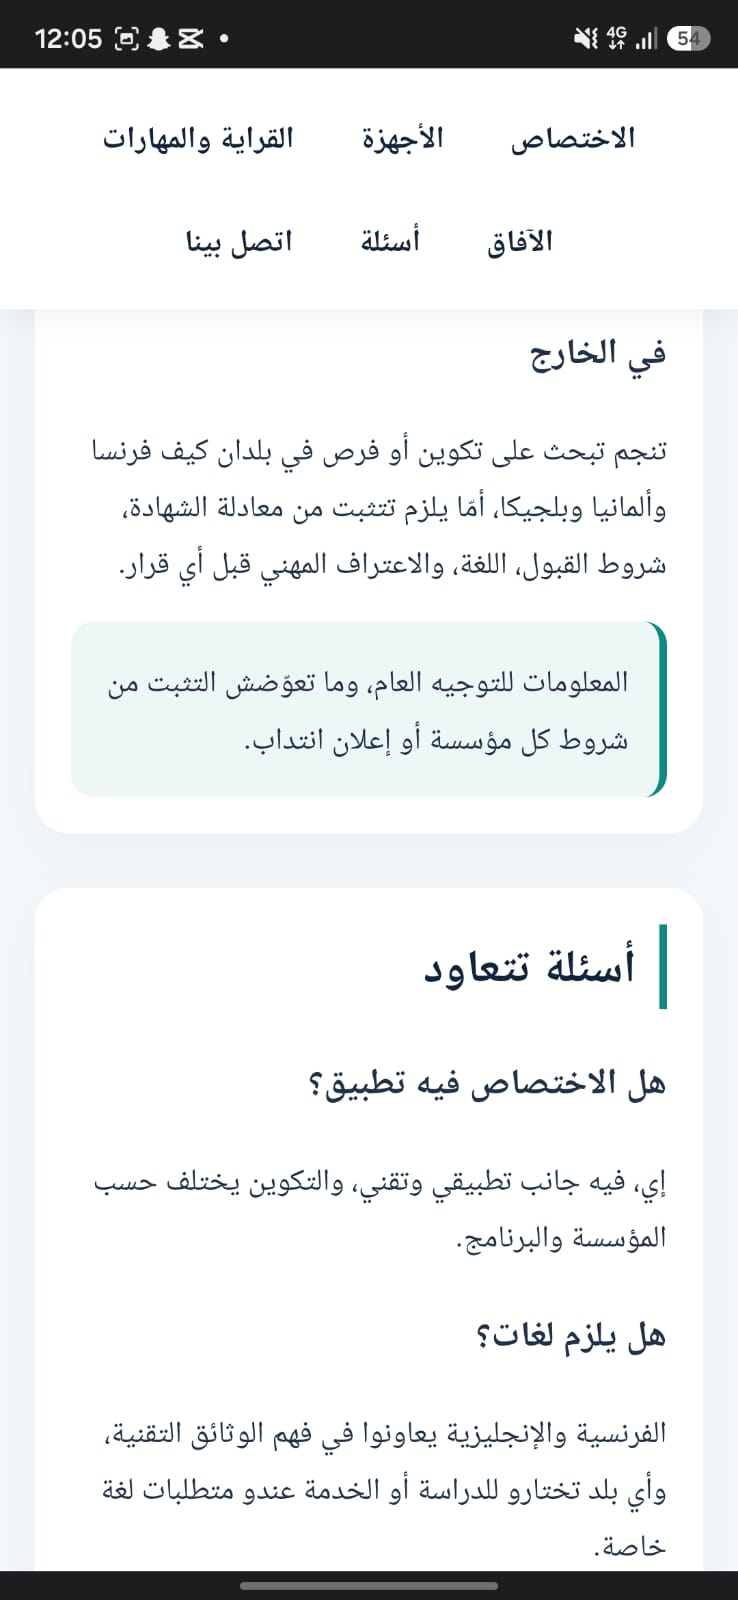 12:05
4G
54
الاختصاص الأجهزة القراية والمهارات
الآفاق أسئلة اتصل بينا
في الخارج
تنجم تبحث على تكوين أو فرص في بلدان كيف فرنسا
وألمانيا وبلجيكا، أمّا يلزم تتثبت من معادلة الشهادة،
شروط القبول، اللغة، والاعتراف المهني قبل أي قرار.
المعلومات للتوجيه العام، وما تعوّضش التثبت من
شروط كل مؤسسة أو إعلان انتداب.
أسئلة تتعاود
هل الاختصاص فيه تطبيق؟
إي، فيه جانب تطبيقي وتقني، والتكوين يختلف حسب
المؤسسة والبرنامج.
هل يلزم لغات؟
الفرنسية والإنجليزية يعاونوا في فهم الوثائق التقنية،
وأي بلد تختارو للدراسة أو الخدمة عندو متطلبات لغة
خاصة.